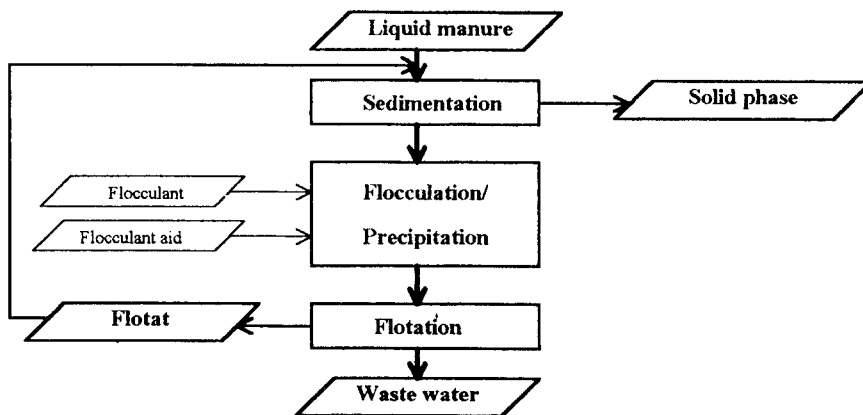 Liquid manure
Sedimentation
Solid phase
Flocculant
Flocculation/
Precipitation
Flocculant aid
Flotat
Flotation
Waste water